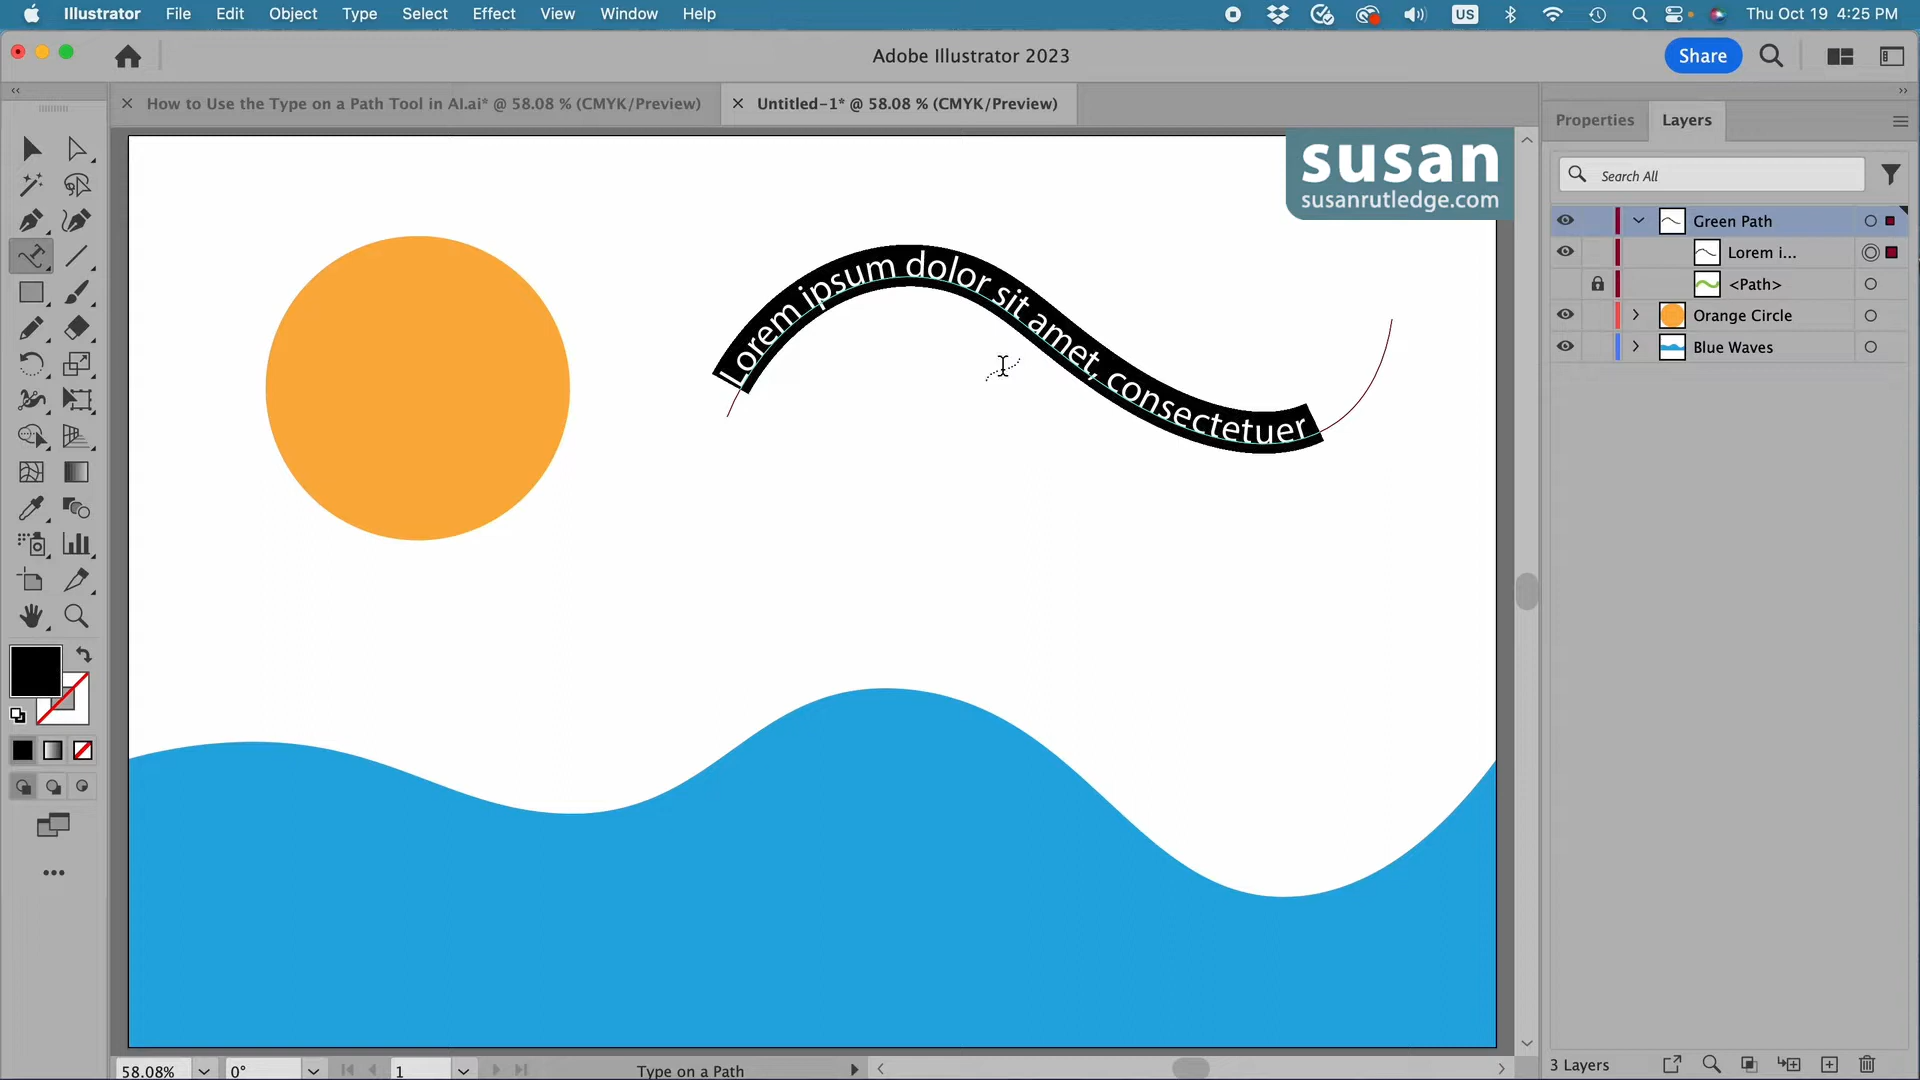 Illustrator File Edit Object Type Select Effect View Window Help US Thu Oct 19 4:25 PM
Adobe Illustrator 2023 Share
How to Use the Type on a Path Tool in AI.ai* @ 58.08 % (CMYK/Preview) Untitled-1* @ 58.08 % (CMYK/Preview)
Properties Layers
susan
susanrutledge.com
Search All
Green Path
Lorem i...
<Path>
Orange Circle
Blue Waves
Lorem ipsum dolor sit amet, consectetuer
58.08% 0° 1 Type on a Path 3 Layers